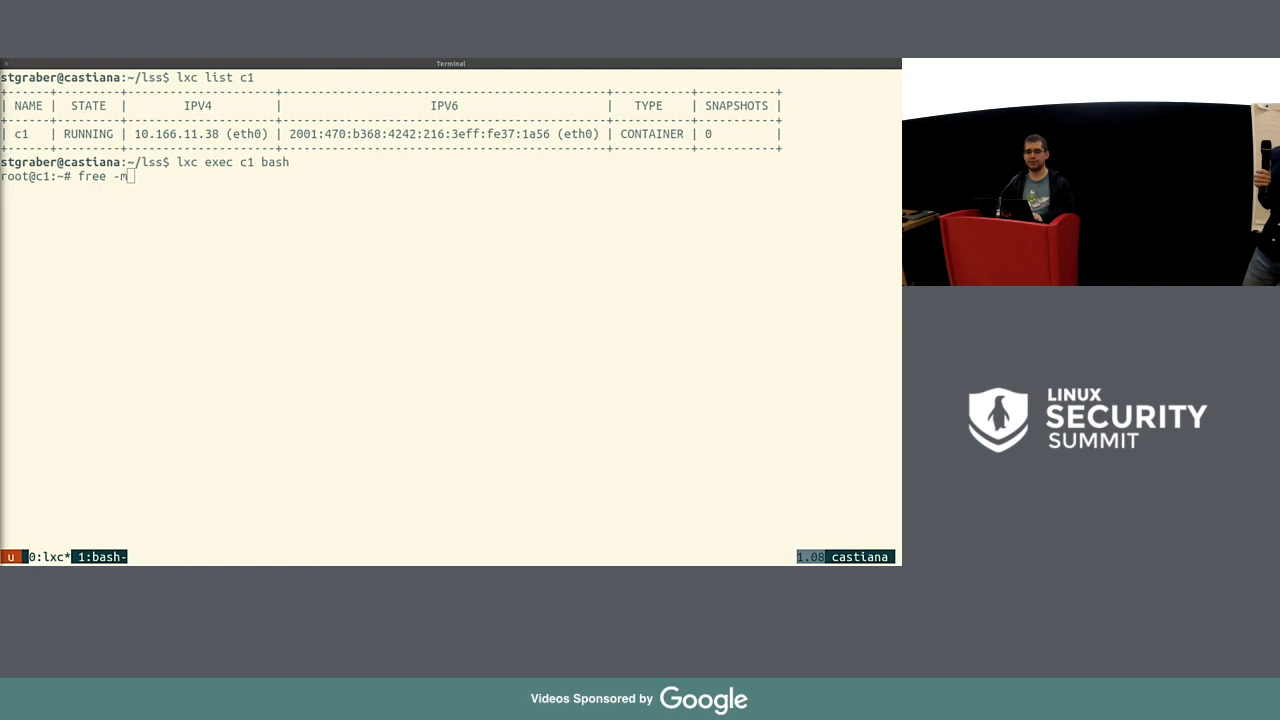 Terminal
stgraber@castiana:~/lss$ lxc list c1
+------+---------+----------------------+-----------------------------------------------+-----------+-----------+
| NAME | STATE | IPV4 | IPV6 | TYPE | SNAPSHOTS |
+------+---------+----------------------+-----------------------------------------------+-----------+-----------+
| c1 | RUNNING | 10.166.11.38 (eth0) | 2001:470:b368:4242:216:3eff:fe37:1a56 (eth0) | CONTAINER | 0 |
+------+---------+----------------------+-----------------------------------------------+-----------+-----------+
stgraber@castiana:~/lss$ lxc exec c1 bash
root@c1:~# free -m
u 0:lxc* 1:bash- 1.08 castiana
LINUX
SECURITY
SUMMIT
Videos Sponsored by Google